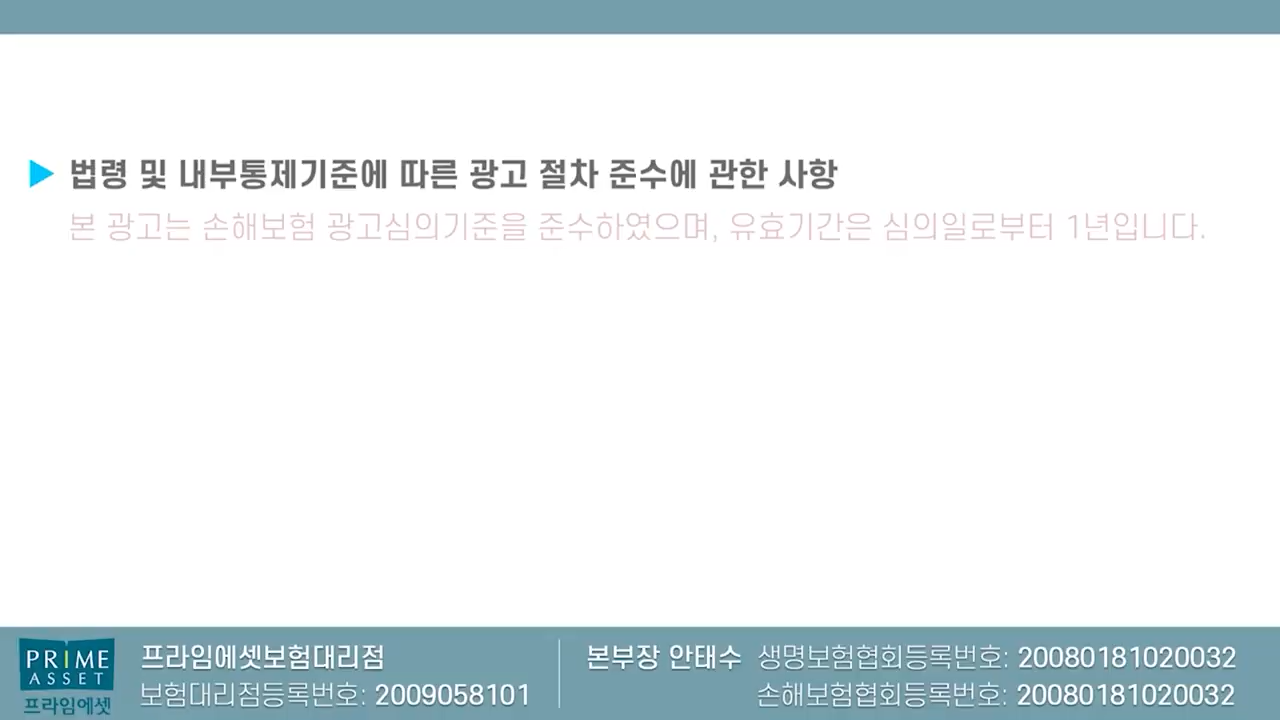 ▶ 법령 및 내부통제기준에 따른 광고 절차 준수에 관한 사항
본 광고는 손해보험 광고심의기준을 준수하였으며, 유효기간은 심의일로부터 1년입니다.
PRIME
ASSET
프라임에셋
프라임에셋보험대리점
보험대리점등록번호: 2009058101
본부장 안태수 생명보험협회등록번호: 20080181020032
손해보험협회등록번호: 20080181020032